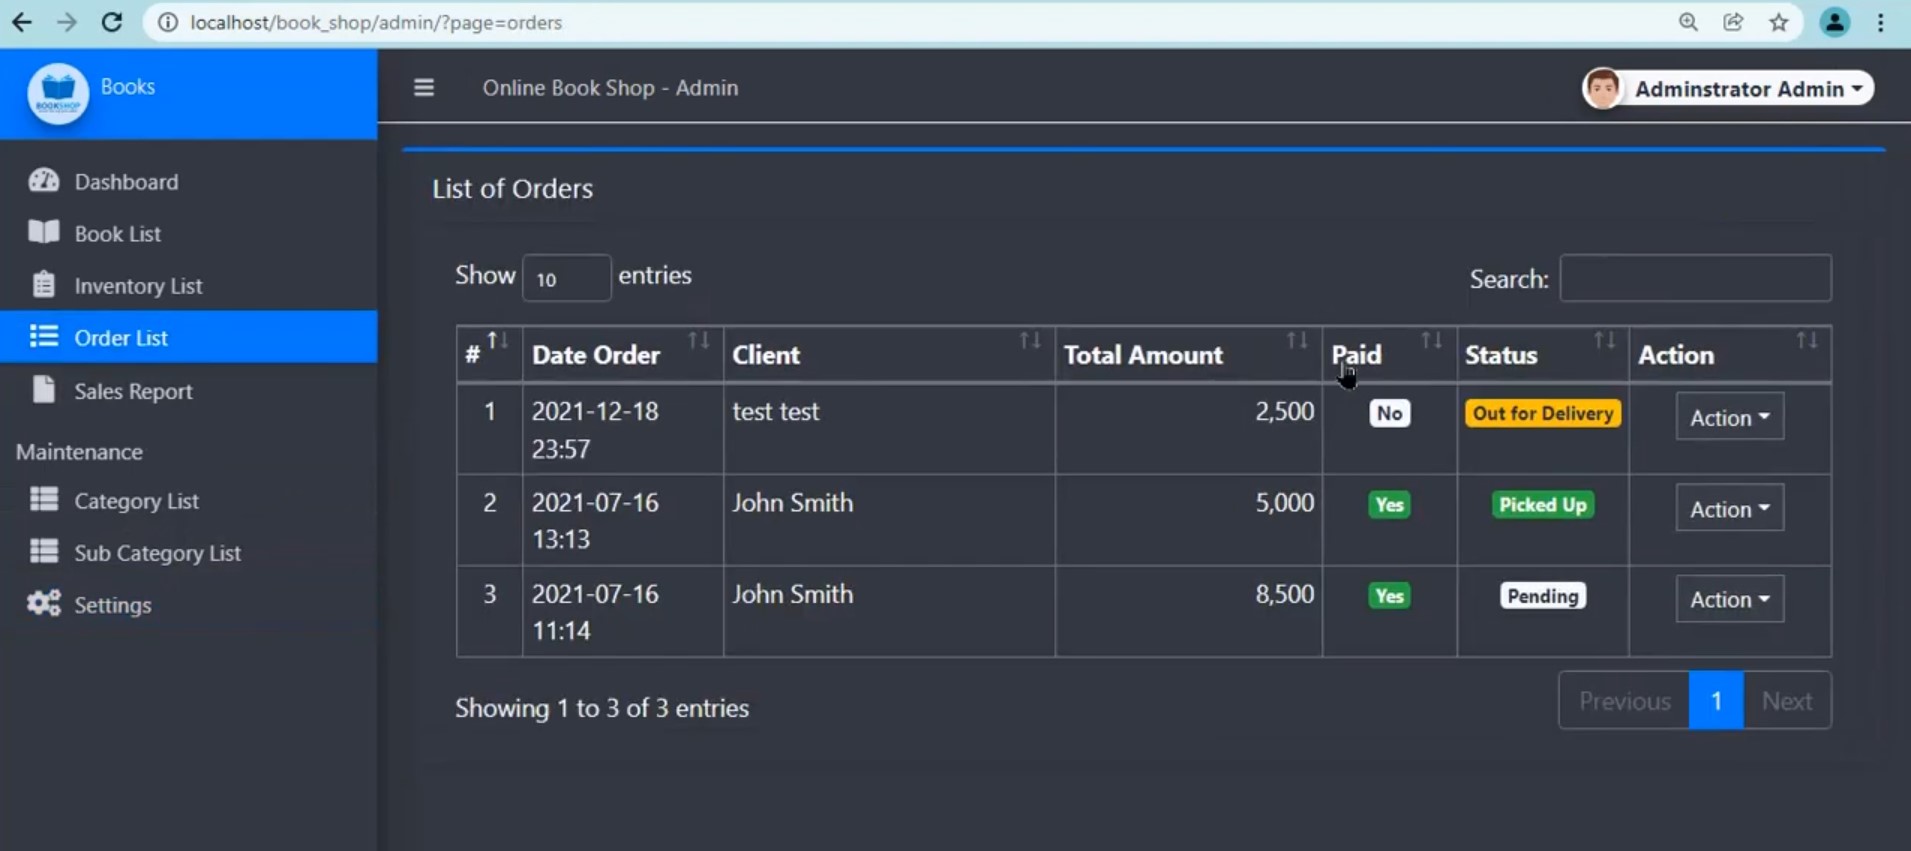 localhost/book_shop/admin/?page=orders
BOOKSHOP
Books
Online Book Shop - Admin
Adminstrator Admin
Dashboard
Book List
Inventory List
Order List
Sales Report
Maintenance
Category List
Sub Category List
Settings
List of Orders
Show 10 entries
Search:
# Date Order Client Total Amount Paid Status Action
1 2021-12-18 23:57 test test 2,500 No Out for Delivery Action
2 2021-07-16 13:13 John Smith 5,000 Yes Picked Up Action
3 2021-07-16 11:14 John Smith 8,500 Yes Pending Action
Showing 1 to 3 of 3 entries
Previous 1 Next